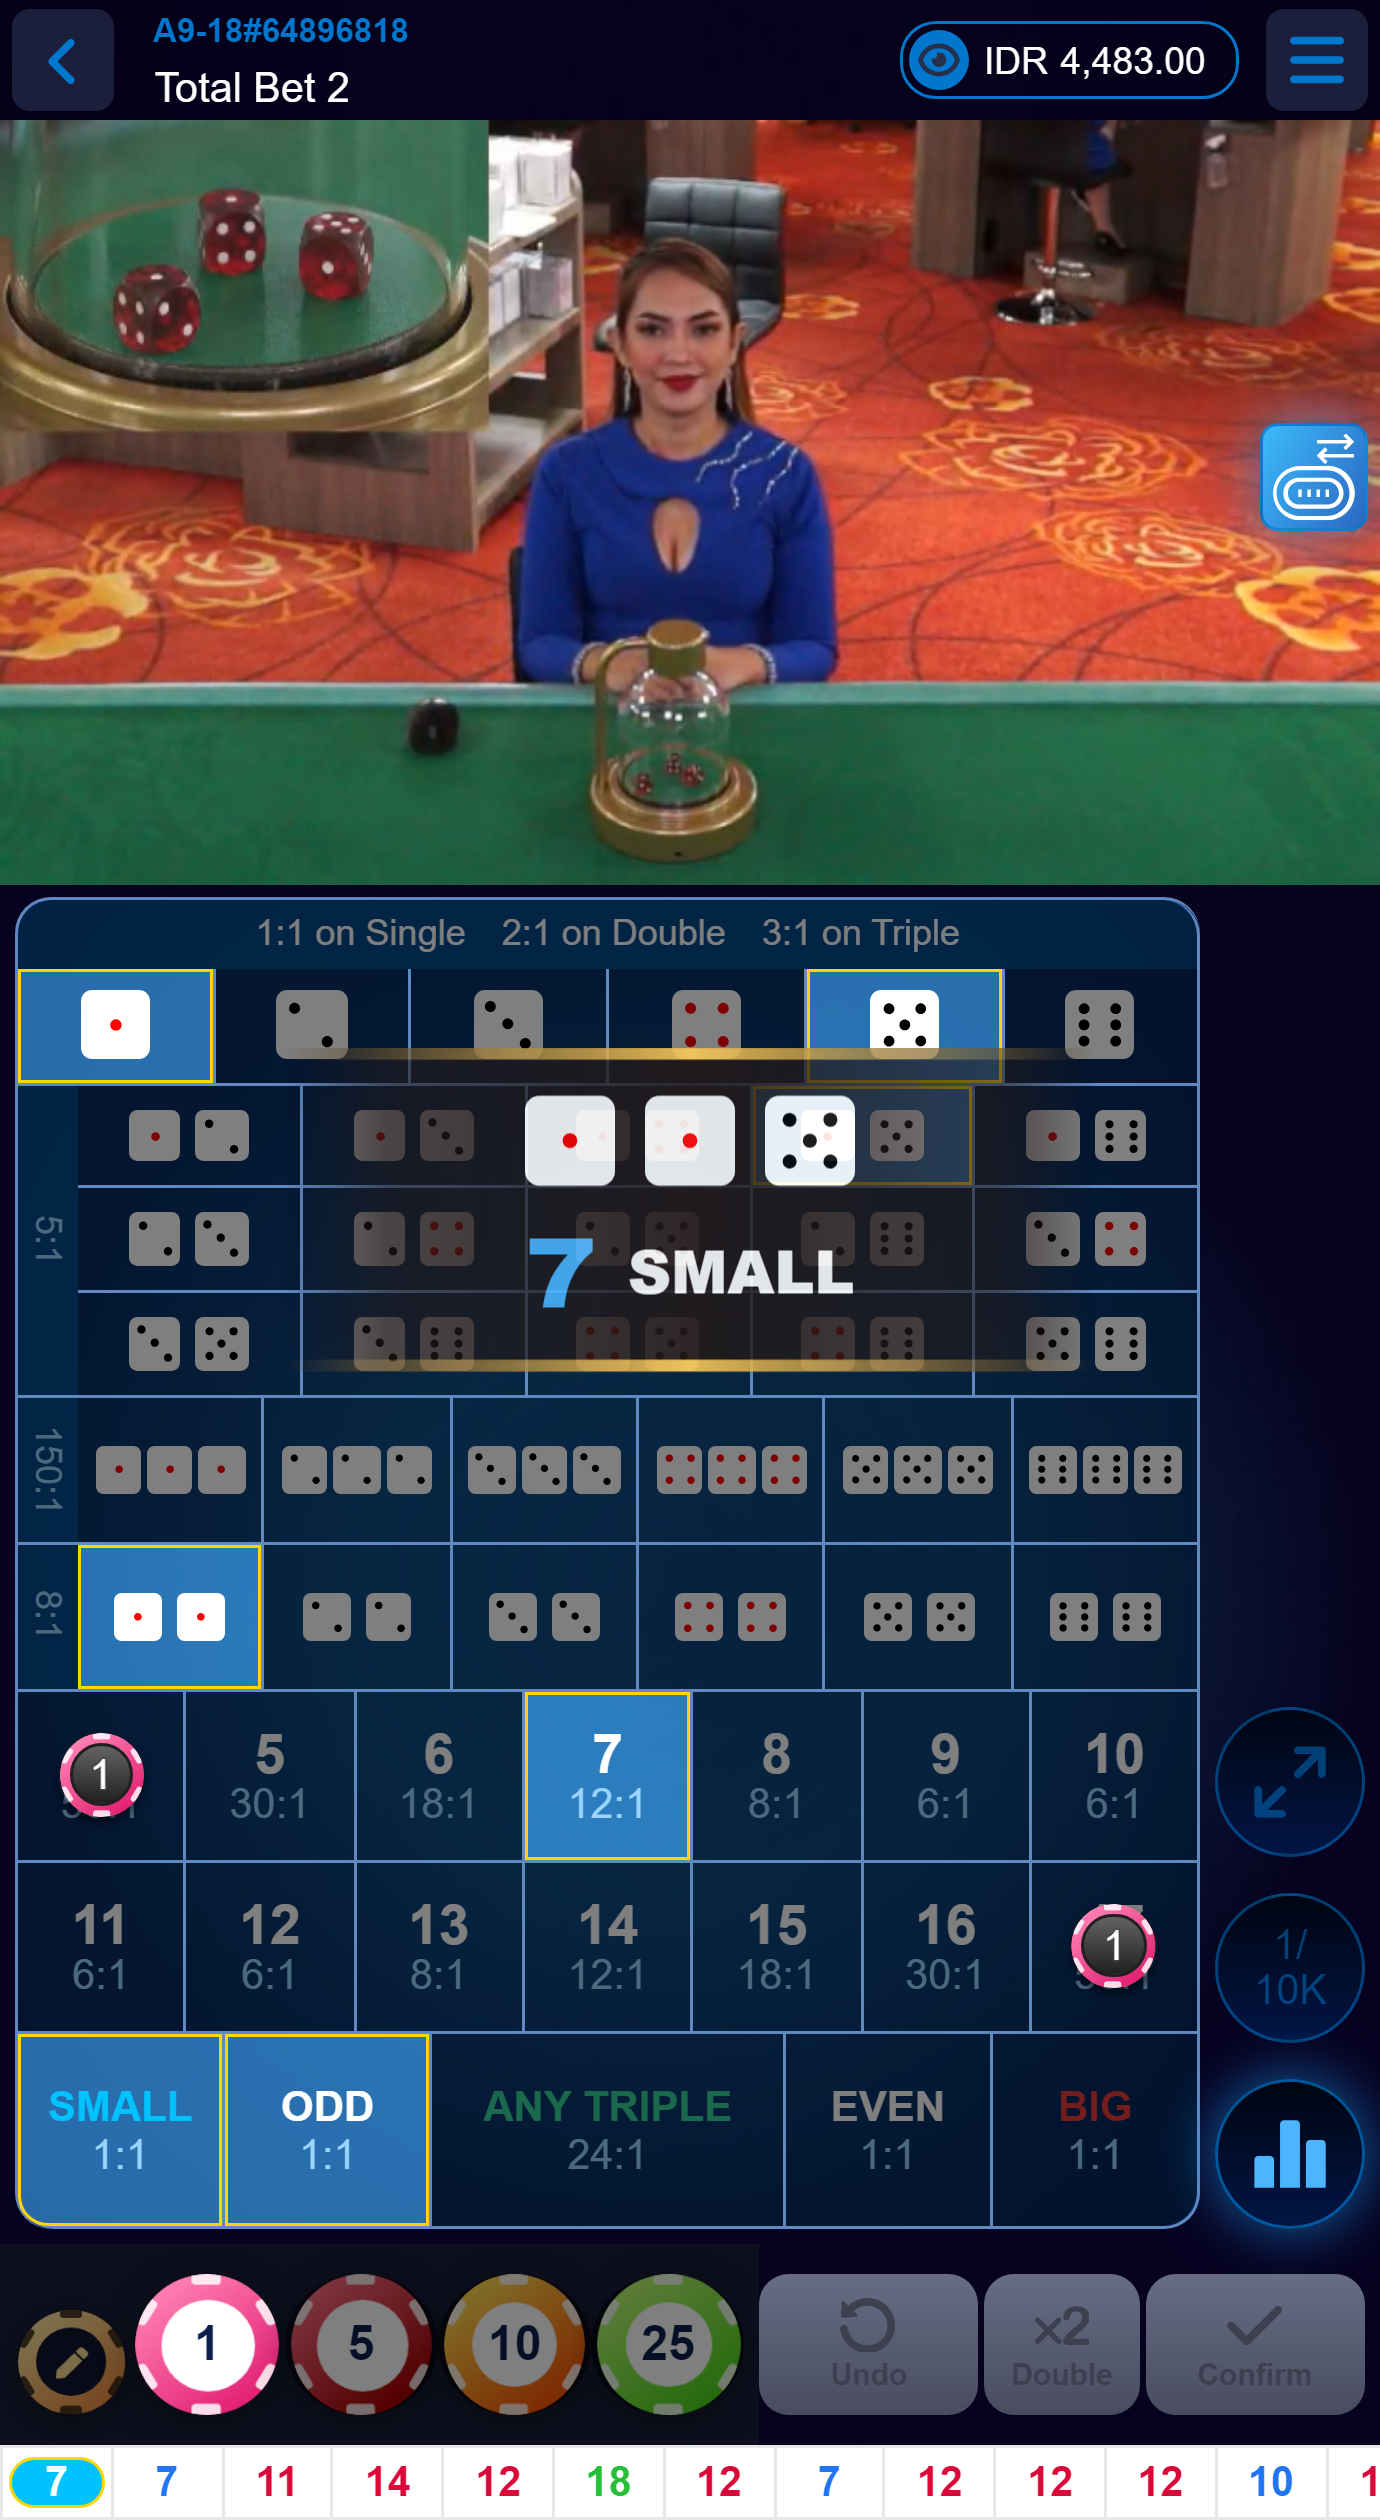 A9-18#64896818
Total Bet 2
IDR 4,483.00
1:1 on Single 2:1 on Double 3:1 on Triple
5:1
7 SMALL
150:1
8:1
1
5 6 7 8 9 10
30:1 18:1 12:1 8:1 6:1 6:1
11 12 13 14 15 16
1
6:1 6:1 8:1 12:1 18:1 30:1
1/
10K
SMALL ODD ANY TRIPLE EVEN BIG
1:1 1:1 24:1 1:1 1:1
1 5 10 25
x2
Undo Double Confirm
7 7 11 14 12 18 12 7 12 12 12 10